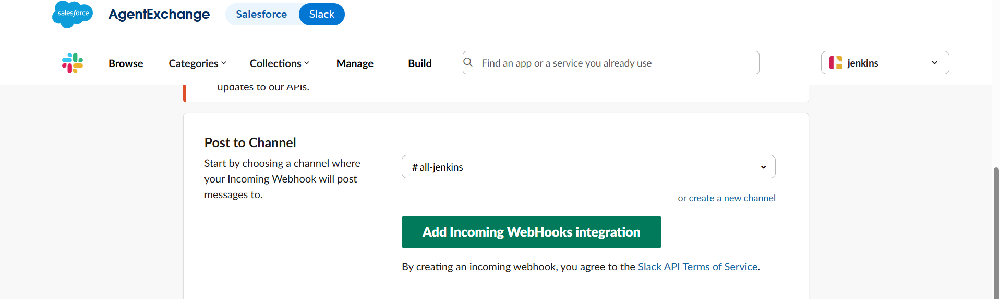 salesforce
AgentExchange
Salesforce
Slack
Browse
Categories
Collections
Manage
Build
Find an app or a service you already use
jenkins
updates to our APIs.
Post to Channel
Start by choosing a channel where
your Incoming Webhook will post
messages to.
# all-jenkins
or create a new channel
Add Incoming WebHooks integration
By creating an incoming webhook, you agree to the Slack API Terms of Service.